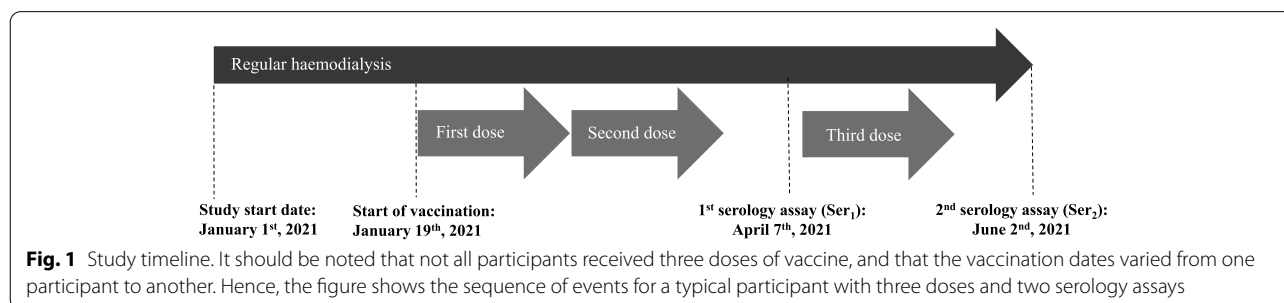 Regular haemodialysis
First dose
Second dose
Third dose
Study start date:
January 1st, 2021
Start of vaccination:
January 19th, 2021
1st serology assay (Ser1):
April 7th, 2021
2nd serology assay (Ser2):
June 2nd, 2021
Fig. 1 Study timeline. It should be noted that not all participants received three doses of vaccine, and that the vaccination dates varied from one
participant to another. Hence, the figure shows the sequence of events for a typical participant with three doses and two serology assays